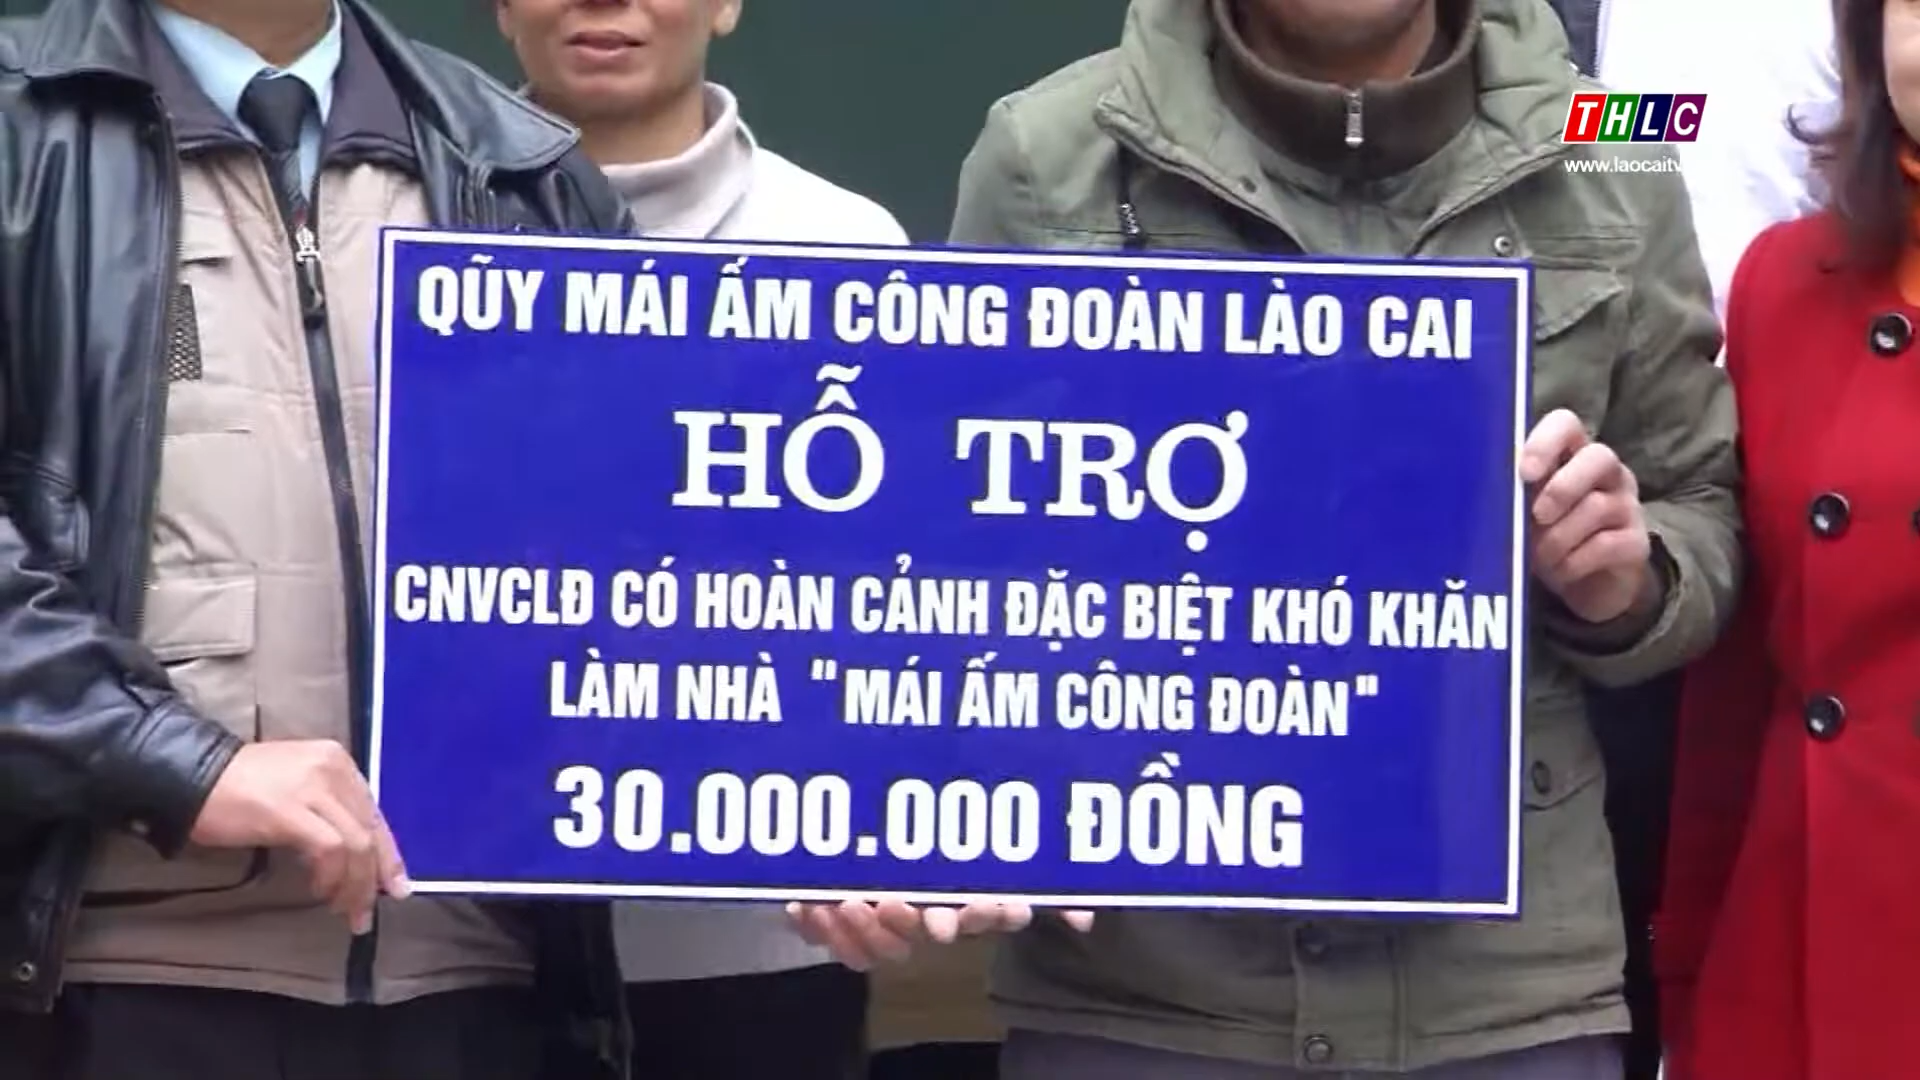 THLC
www.laocaitv
QŨY MÁI ẤM CÔNG ĐOÀN LÀO CAI
HỖ TRỢ
CNVCLĐ CÓ HOÀN CẢNH ĐẶC BIỆT KHÓ KHĂN
LÀM NHÀ "MÁI ẤM CÔNG ĐOÀN"
30.000.000 ĐỒNG